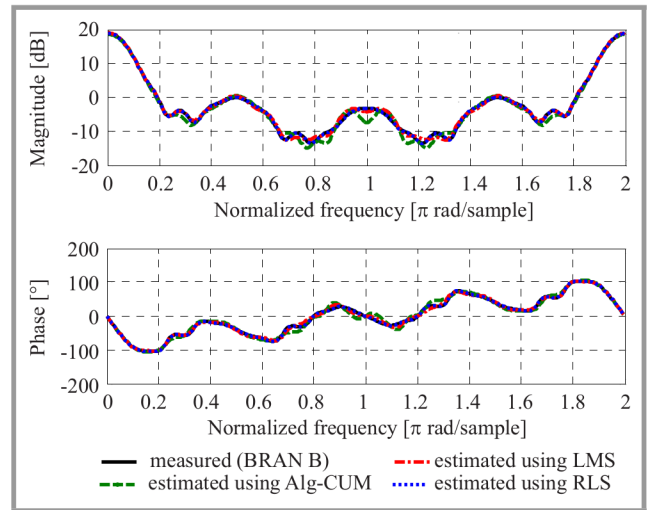 20
10
0
-10
-20
Magnitude [dB]
0 0.2 0.4 0.6 0.8 1 1.2 1.4 1.6 1.8 2
Normalized frequency [π rad/sample]
200
100
0
-100
-200
Phase [°]
0 0.2 0.4 0.6 0.8 1 1.2 1.4 1.6 1.8 2
Normalized frequency [π rad/sample]
measured (BRAN B) estimated using LMS
estimated using Alg-CUM estimated using RLS